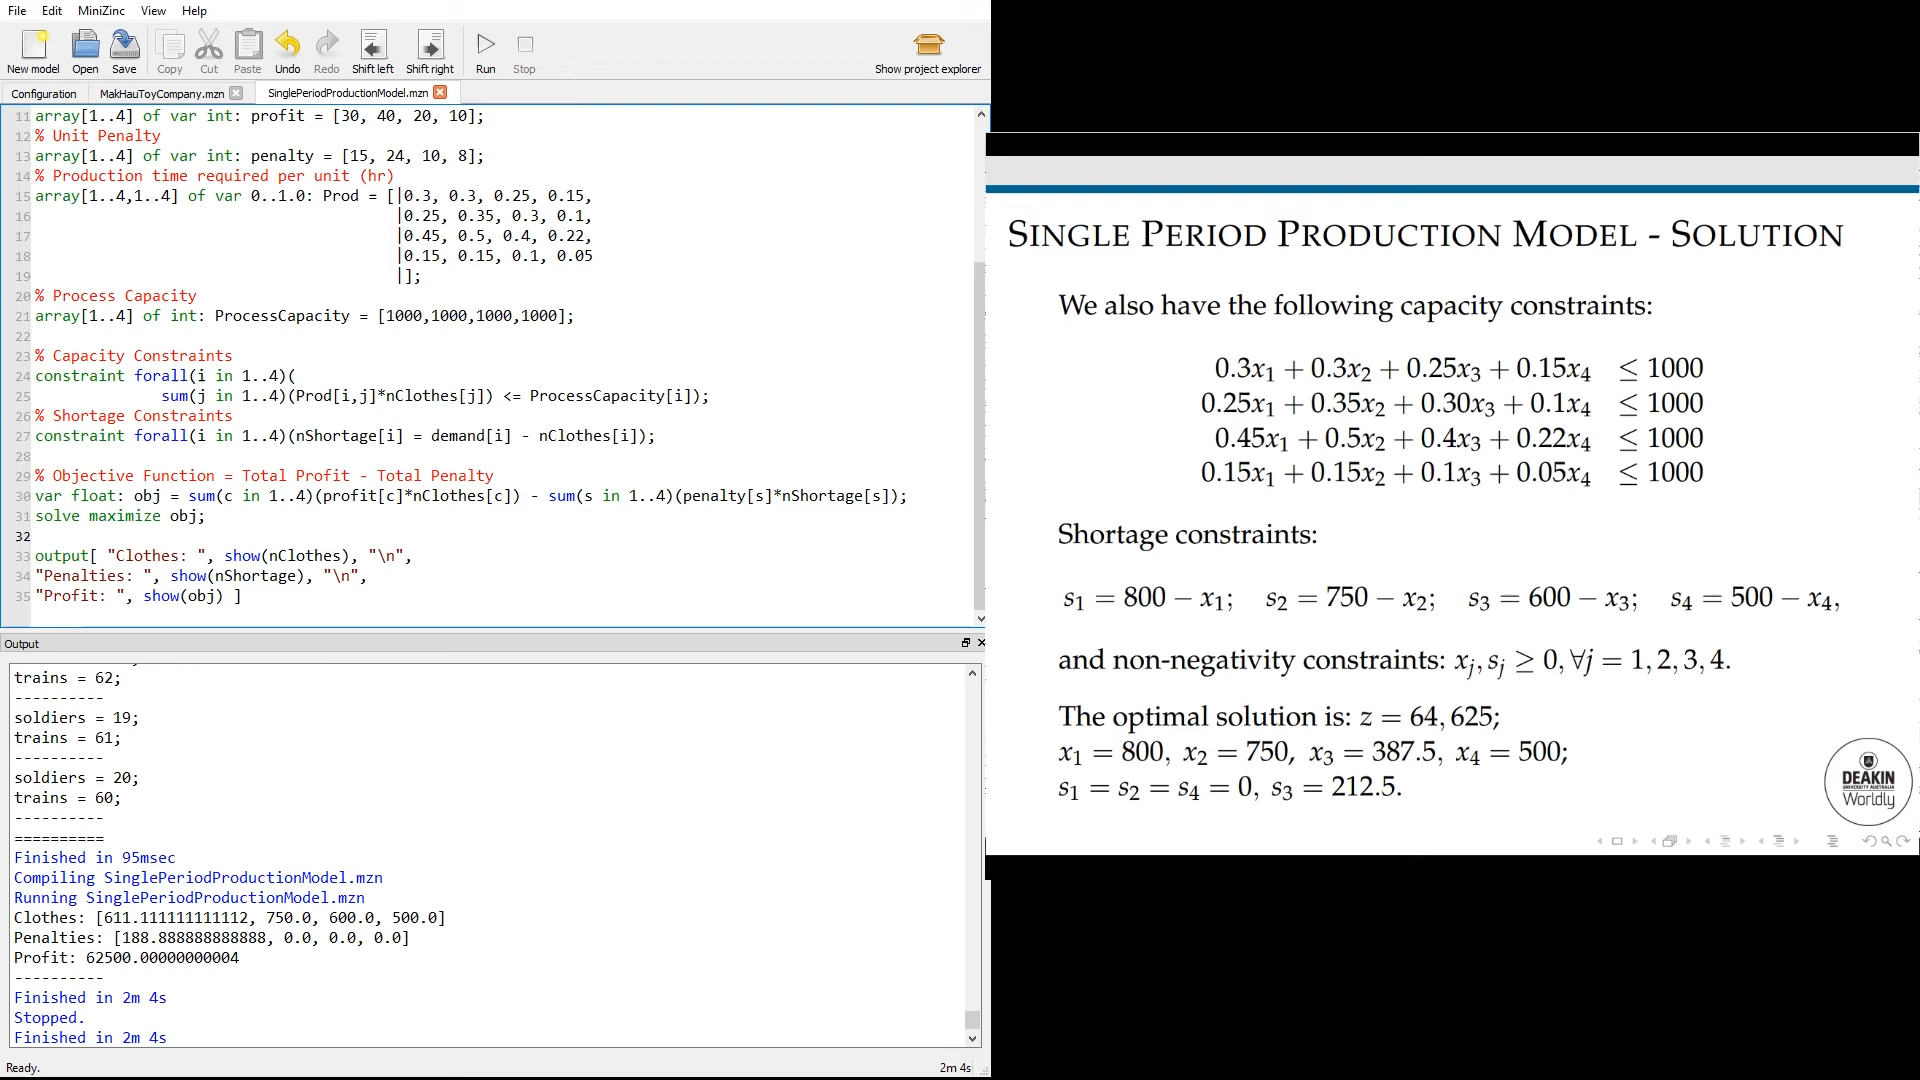 File Edit MiniZinc View Help
New model Open Save Copy Cut Paste Undo Redo Shift left Shift right Run Stop Show project explorer
Configuration MakHauToyCompany.mzn SinglePeriodProductionModel.mzn
11 array[1..4] of var int: profit = [30, 40, 20, 10];
12 % Unit Penalty
13 array[1..4] of var int: penalty = [15, 24, 10, 8];
14 % Production time required per unit (hr)
15 array[1..4,1..4] of var 0..1.0: Prod = [|0.3, 0.3, 0.25, 0.15,
16 |0.25, 0.35, 0.3, 0.1,
17 |0.45, 0.5, 0.4, 0.22,
18 |0.15, 0.15, 0.1, 0.05
19 |];
20 % Process Capacity
21 array[1..4] of int: ProcessCapacity = [1000,1000,1000,1000];
22
23 % Capacity Constraints
24 constraint forall(i in 1..4)(
25 sum(j in 1..4)(Prod[i,j]*nClothes[j]) <= ProcessCapacity[i]);
26 % Shortage Constraints
27 constraint forall(i in 1..4)(nShortage[i] = demand[i] - nClothes[i]);
28
29 % Objective Function = Total Profit - Total Penalty
30 var float: obj = sum(c in 1..4)(profit[c]*nClothes[c]) - sum(s in 1..4)(penalty[s]*nShortage[s]);
31 solve maximize obj;
32
33 output[ "Clothes: ", show(nClothes), "\n",
34 "Penalties: ", show(nShortage), "\n",
35 "Profit: ", show(obj) ]
Output
trains = 62;
----------
soldiers = 19;
trains = 61;
----------
soldiers = 20;
trains = 60;
----------
==========
Finished in 95msec
Compiling SinglePeriodProductionModel.mzn
Running SinglePeriodProductionModel.mzn
Clothes: [611.111111111112, 750.0, 600.0, 500.0]
Penalties: [188.888888888888, 0.0, 0.0, 0.0]
Profit: 62500.00000000004
----------
Finished in 2m 4s
Stopped.
Finished in 2m 4s
Ready. 2m 4s
SINGLE PERIOD PRODUCTION MODEL - SOLUTION
We also have the following capacity constraints:
0.3x₁ + 0.3x₂ + 0.25x₃ + 0.15x₄ ≤ 1000
0.25x₁ + 0.35x₂ + 0.30x₃ + 0.1x₄ ≤ 1000
0.45x₁ + 0.5x₂ + 0.4x₃ + 0.22x₄ ≤ 1000
0.15x₁ + 0.15x₂ + 0.1x₃ + 0.05x₄ ≤ 1000
Shortage constraints:
s₁ = 800 − x₁; s₂ = 750 − x₂; s₃ = 600 − x₃; s₄ = 500 − x₄,
and non-negativity constraints: xⱼ, sⱼ ≥ 0, ∀j = 1, 2, 3, 4.
The optimal solution is: z = 64, 625;
x₁ = 800, x₂ = 750, x₃ = 387.5, x₄ = 500;
s₁ = s₂ = s₄ = 0, s₃ = 212.5.
DEAKIN
UNIVERSITY AUSTRALIA
Worldly